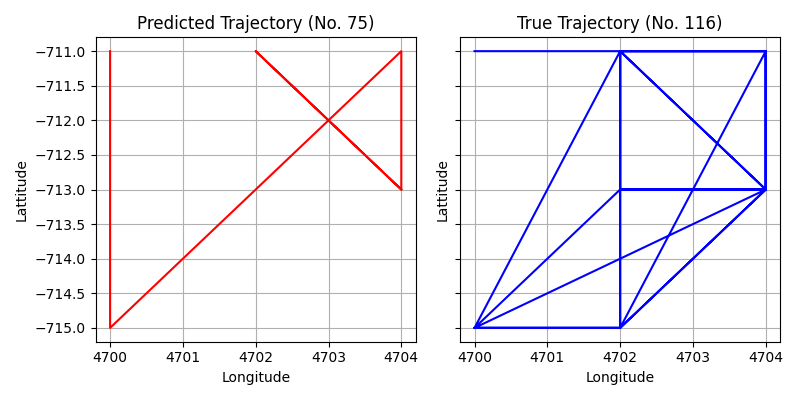 Predicted Trajectory (No. 75)
True Trajectory (No. 116)
−711.0
−711.5
−712.0
−712.5
−713.0
−713.5
−714.0
−714.5
−715.0
Lattitude
Lattitude
4700 4701 4702 4703 4704
4700 4701 4702 4703 4704
Longitude
Longitude